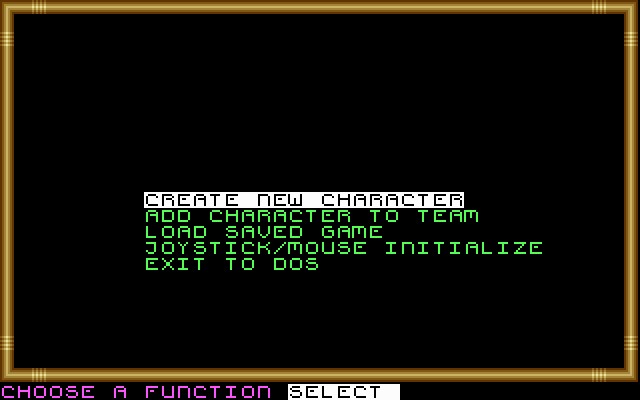 CREATE NEW CHARACTER
ADD CHARACTER TO TEAM
LOAD SAVED GAME
JOYSTICK/MOUSE INITIALIZE
EXIT TO DOS
CHOOSE A FUNCTION SELECT